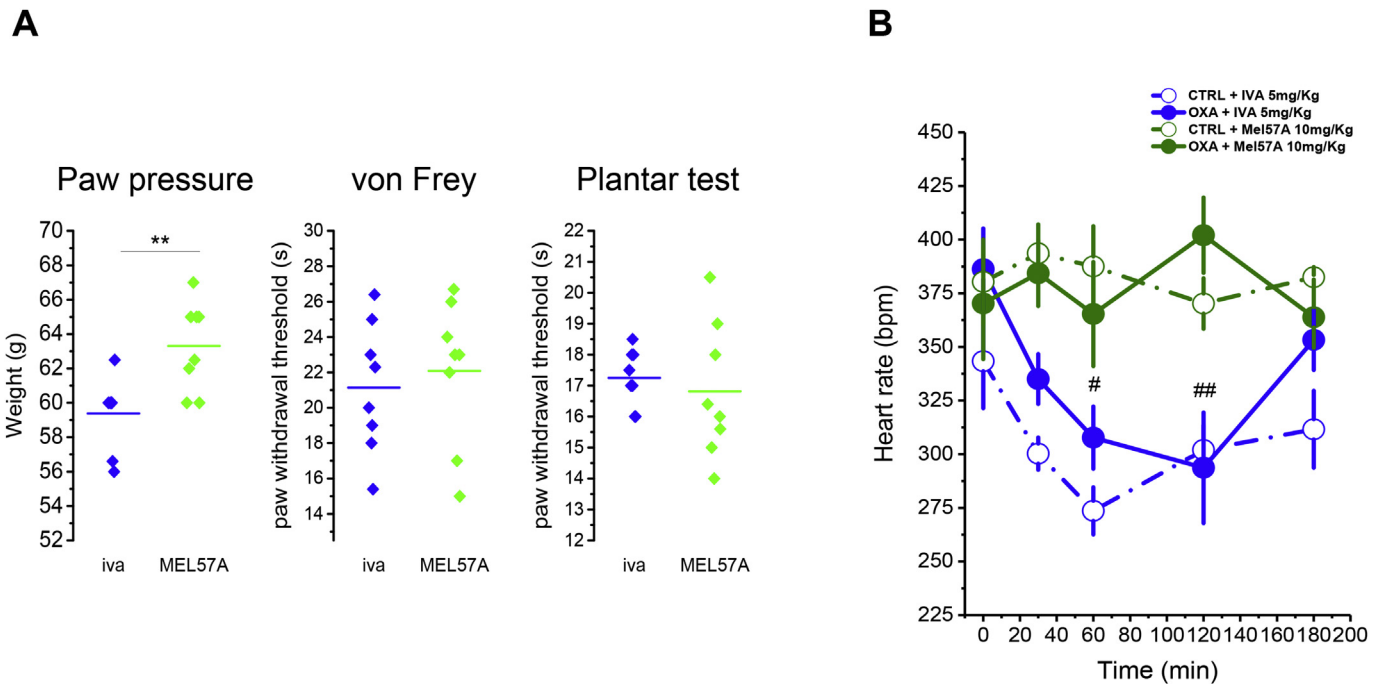 A
B
CTRL + IVA 5mg/Kg
OXA + IVA 5mg/Kg
CTRL + Mel57A 10mg/Kg
OXA + Mel57A 10mg/Kg
Paw pressure
von Frey
Plantar test
Weight (g)
70
68
66
64
62
60
58
56
54
52
**
iva
MEL57A
paw withdrawal threshold (s)
30
28
26
24
22
20
18
16
14
iva
MEL57A
paw withdrawal threshold (s)
22
21
20
19
18
17
16
15
14
13
12
iva
MEL57A
Heart rate (bpm)
450
425
400
375
350
325
300
275
250
225
#
##
0 20 40 60 80 100 120 140 160 180 200
Time (min)